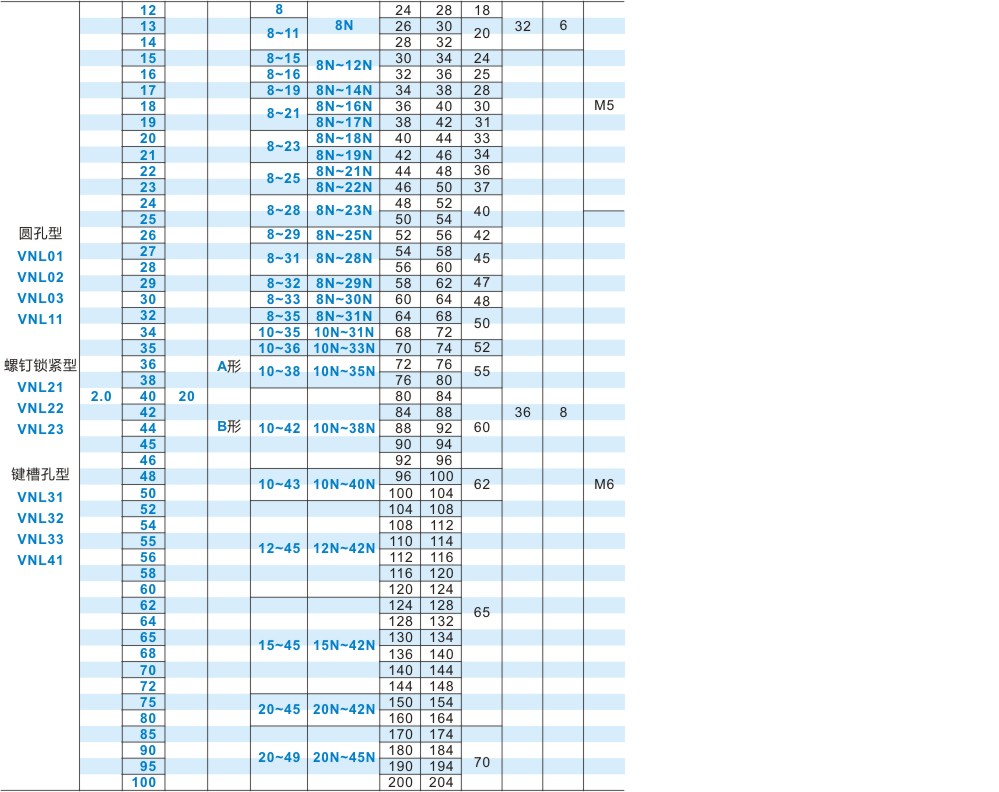 12 8 24 28 18
13 8~11 8N 26 30 20 32 6
14 28 32
15 8~15 8N~12N 30 34 24
16 8~16 32 36 25
17 8~19 8N~14N 34 38 28
18 8~21 8N~16N 36 40 30 M5
19 8N~17N 38 42 31
20 8~23 8N~18N 40 44 33
21 8N~19N 42 46 34
22 8~25 8N~21N 44 48 36
23 8N~22N 46 50 37
24 8~28 8N~23N 48 52 40
25 50 54
圆孔型 26 8~29 8N~25N 52 56 42
VNL01 27 8~31 8N~28N 54 58 45
VNL02 28 56 60
29 8~32 8N~29N 58 62 47
VNL03 30 8~33 8N~30N 60 64 48
VNL11 32 8~35 8N~31N 64 68 50
34 10~35 10N~31N 68 72
35 10~36 10N~33N 70 74 52
螺钉锁紧型 36 A形 10~38 10N~35N 72 76 55
VNL21 38 76 80
2.0 40 20 80 84
VNL22 42 84 88 36 8
VNL23 44 B形 10~42 10N~38N 88 92 60
45 90 94
46 92 96
键槽孔型 48 10~43 10N~40N 96 100 62 M6
VNL31 50 100 104
VNL32 52 104 108
54 108 112
VNL33 55 12~45 12N~42N 110 114
VNL41 56 112 116
58 116 120
60 120 124
62 124 128 65
64 128 132
65 15~45 15N~42N 130 134
68 136 140
70 140 144
72 144 148
75 20~45 20N~42N 150 154
80 160 164
85 170 174
90 20~49 20N~45N 180 184 70
95 190 194
100 200 204